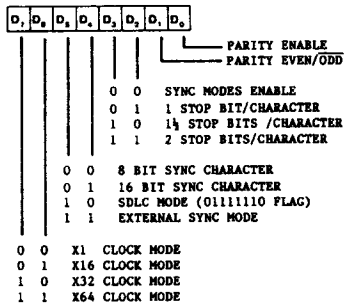 D₇ D₆ D₅ D₄ D₃ D₂ D₁ D₀
PARITY ENABLE
PARITY EVEN/O̅D̅D̅
0 0 SYNC MODES ENABLE
0 1 1 STOP BIT/CHARACTER
1 0 1½ STOP BITS /CHARACTER
1 1 2 STOP BITS/CHARACTER
0 0 8 BIT SYNC CHARACTER
0 1 16 BIT SYNC CHARACTER
1 0 SDLC MODE (01111110 FLAG)
1 1 EXTERNAL SYNC MODE
0 0 X1 CLOCK MODE
0 1 X16 CLOCK MODE
1 0 X32 CLOCK MODE
1 1 X64 CLOCK MODE